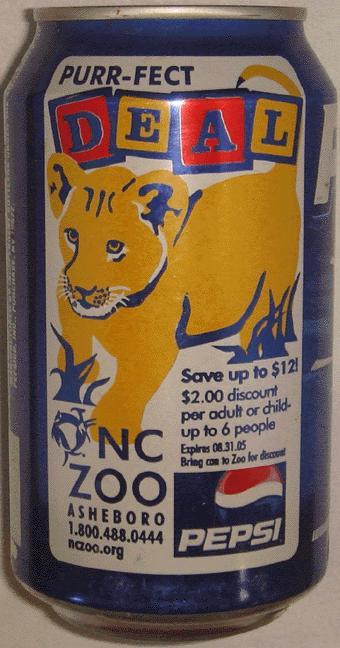 PURR-FECT
DEAL
Save up to $12!
$2.00 discount
per adult or child-
up to 6 people
Expires 08.31.05
Bring can to Zoo for discount
NC
ZOO
ASHEBORO
1.800.488.0444
nczoo.org
PEPSI